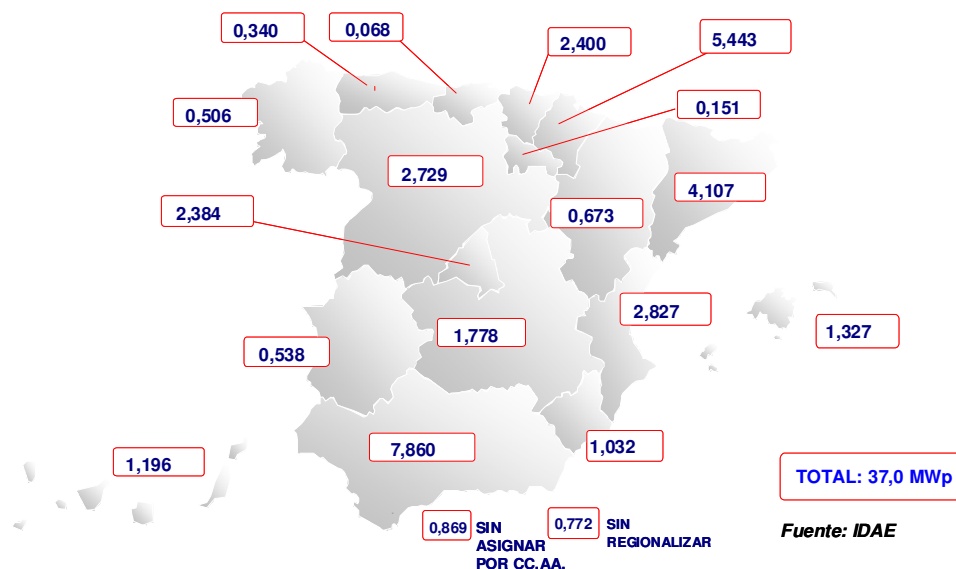 0,340
0,068
2,400
5,443
0,506
0,151
2,729
4,107
2,384
0,673
2,827
1,327
1,778
0,538
7,860
1,032
1,196
TOTAL: 37,0 MWp
0,869 SIN
ASIGNAR
POR CC.AA.
0,772 SIN
REGIONALIZAR
Fuente: IDAE